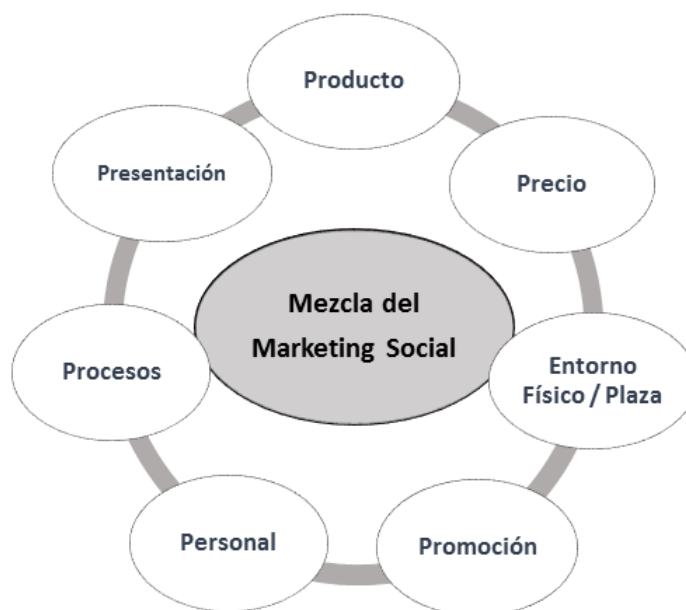 Producto
Presentación
Precio
Mezcla del
Marketing Social
Procesos
Entorno
Físico / Plaza
Personal
Promoción